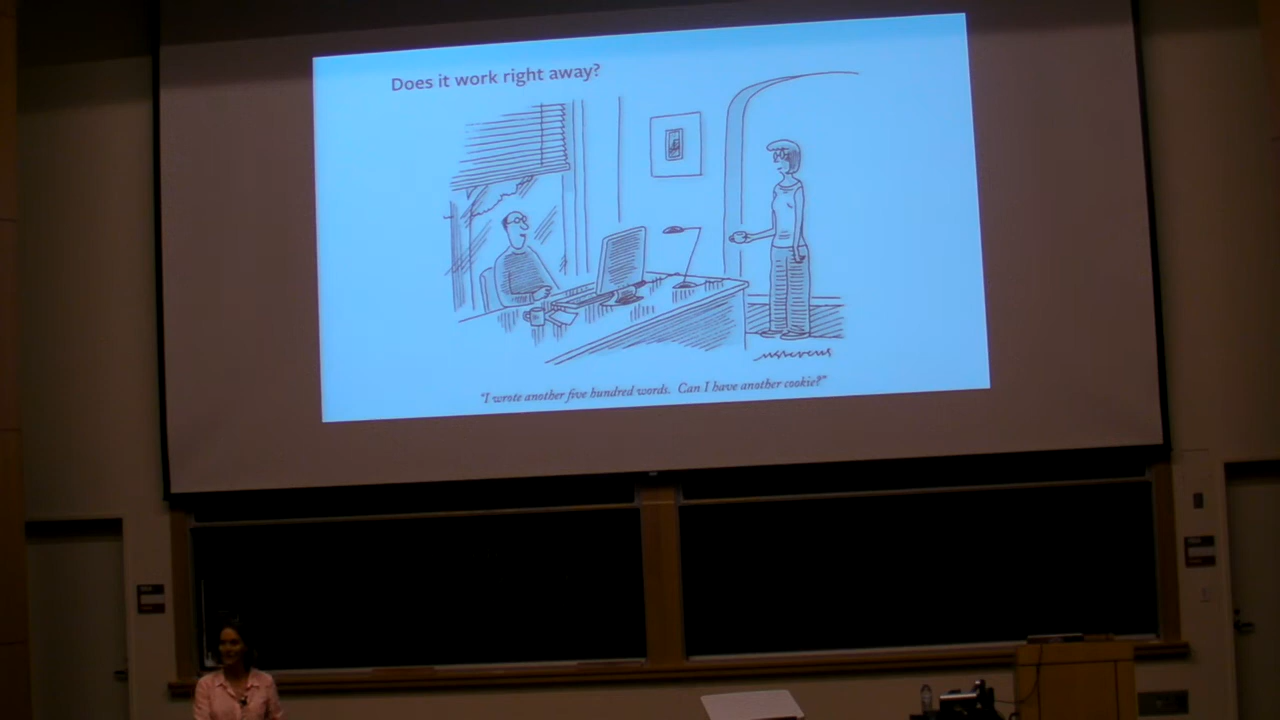 Does it work right away?
"I wrote another five hundred words. Can I have another cookie?"